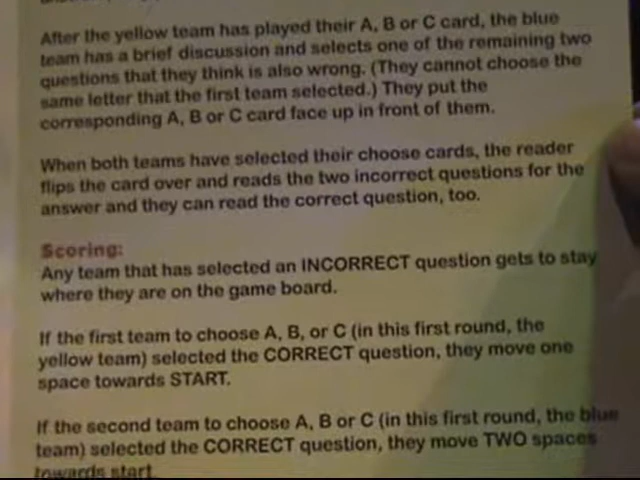 After the yellow team has played their A, B or C card, the blue
team has a brief discussion and selects one of the remaining two
questions that they think is also wrong. (They cannot choose the
same letter that the first team selected.) They put the
corresponding A, B or C card face up in front of them.
When both teams have selected their choose cards, the reader
flips the card over and reads the two incorrect questions for the
answer and they can read the correct question, too.
Scoring:
Any team that has selected an INCORRECT question gets to stay
where they are on the game board.
If the first team to choose A, B, or C (in this first round, the
yellow team) selected the CORRECT question, they move one
space towards START.
If the second team to choose A, B or C (in this first round, the blue
team) selected the CORRECT question, they move TWO spaces
towards start.